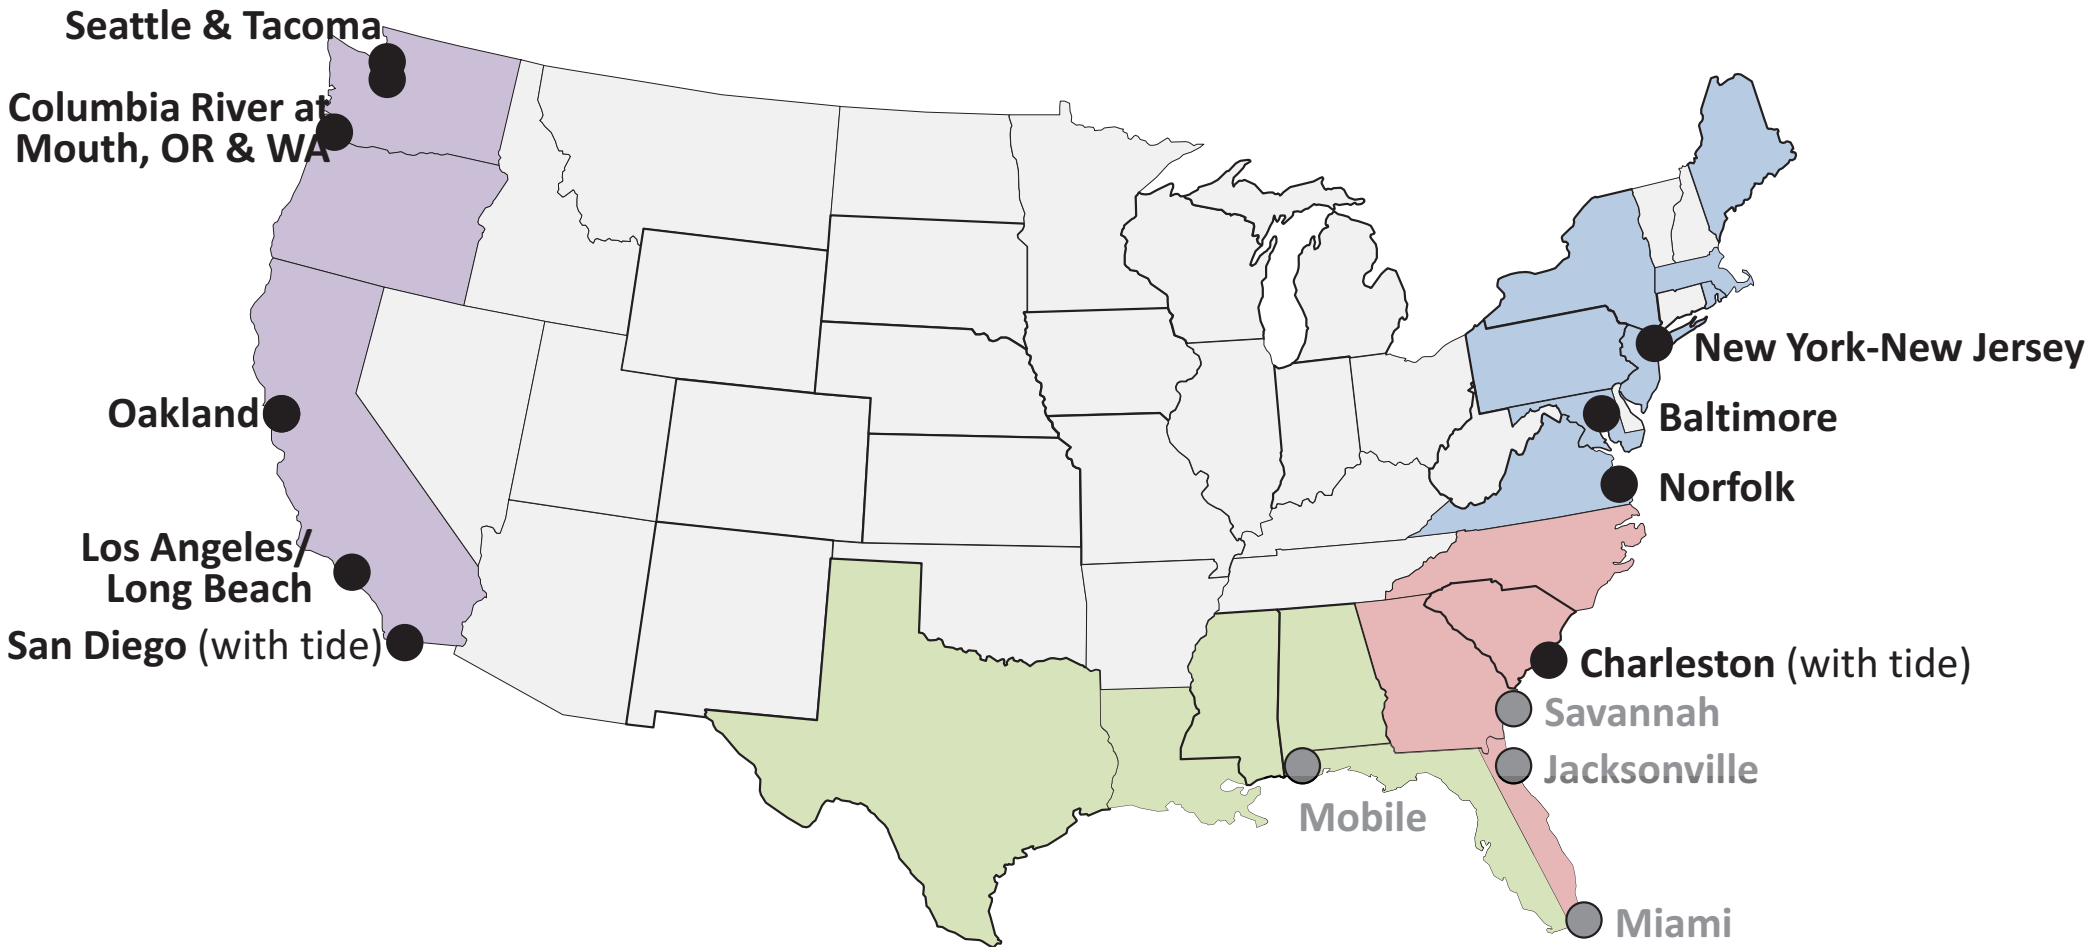 Seattle & Tacoma
Columbia River at
Mouth, OR & WA
New York-New Jersey
Oakland
Baltimore
Norfolk
Los Angeles/
Long Beach
San Diego (with tide)
Charleston (with tide)
Savannah
Jacksonville
Mobile
Miami